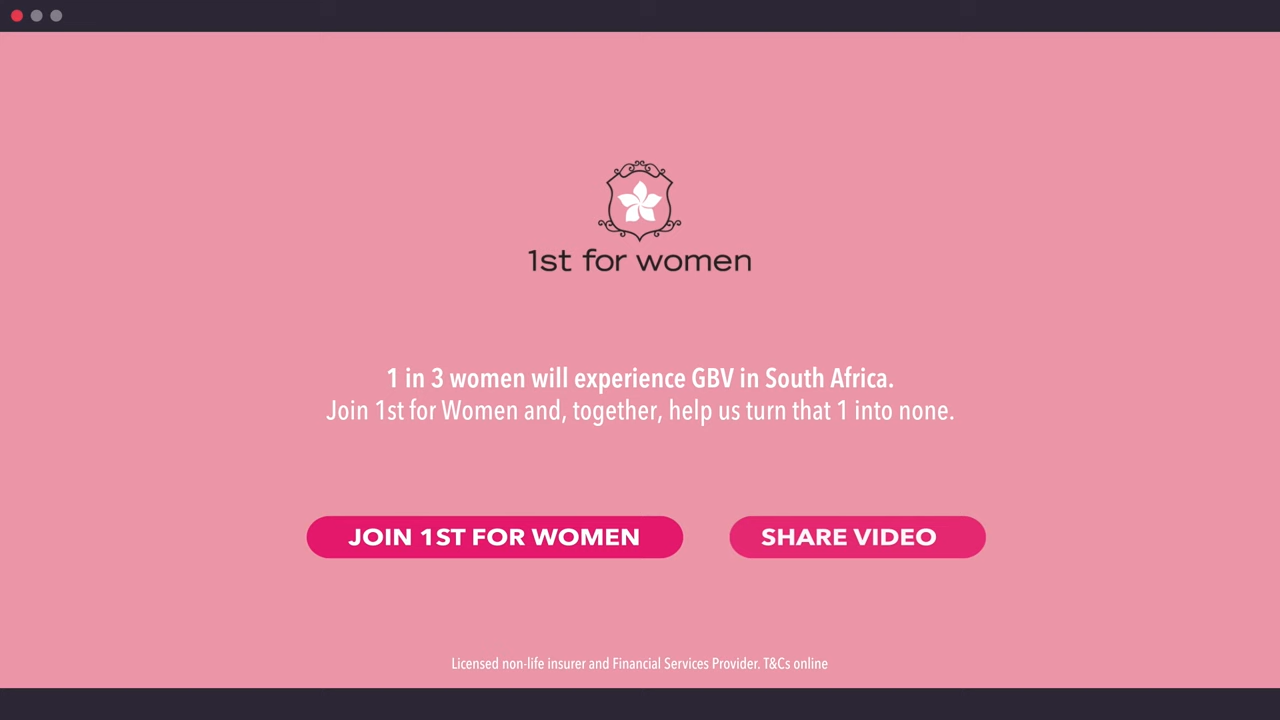 1st for women
1 in 3 women will experience GBV in South Africa.
Join 1st for Women and, together, help us turn that 1 into none.
JOIN 1ST FOR WOMEN
SHARE VIDEO
Licensed non-life insurer and Financial Services Provider. T&Cs online